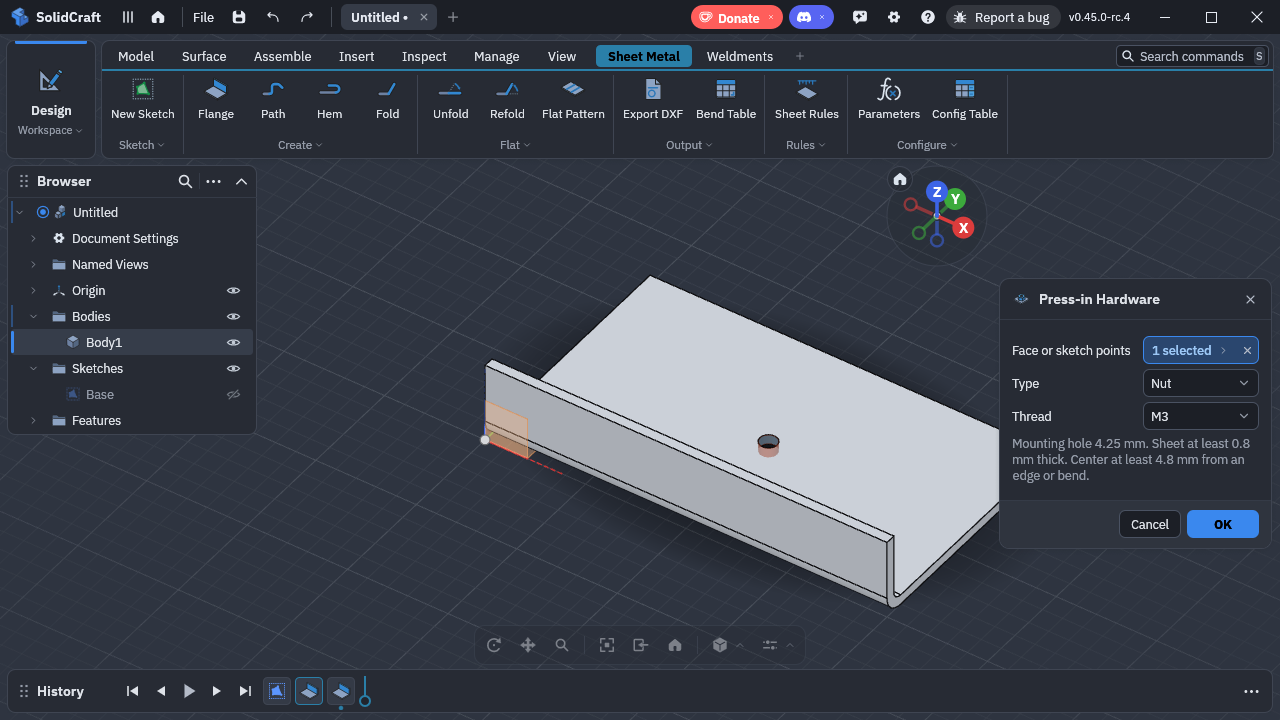 SolidCraft
File
Untitled •
Donate
Report a bug
v0.45.0-rc.4
Design
Workspace
Model
Surface
Assemble
Insert
Inspect
Manage
View
Sheet Metal
Weldments
Search commands
S
New Sketch
Flange
Path
Hem
Fold
Unfold
Refold
Flat Pattern
Export DXF
Bend Table
Sheet Rules
Parameters
Config Table
Sketch
Create
Flat
Output
Rules
Configure
Browser
Untitled
Document Settings
Named Views
Origin
Bodies
Body1
Sketches
Base
Features
Z
Y
X
Press-in Hardware
Face or sketch points
1 selected
Type
Nut
Thread
M3
Mounting hole 4.25 mm. Sheet at least 0.8
mm thick. Center at least 4.8 mm from an
edge or bend.
Cancel
OK
History